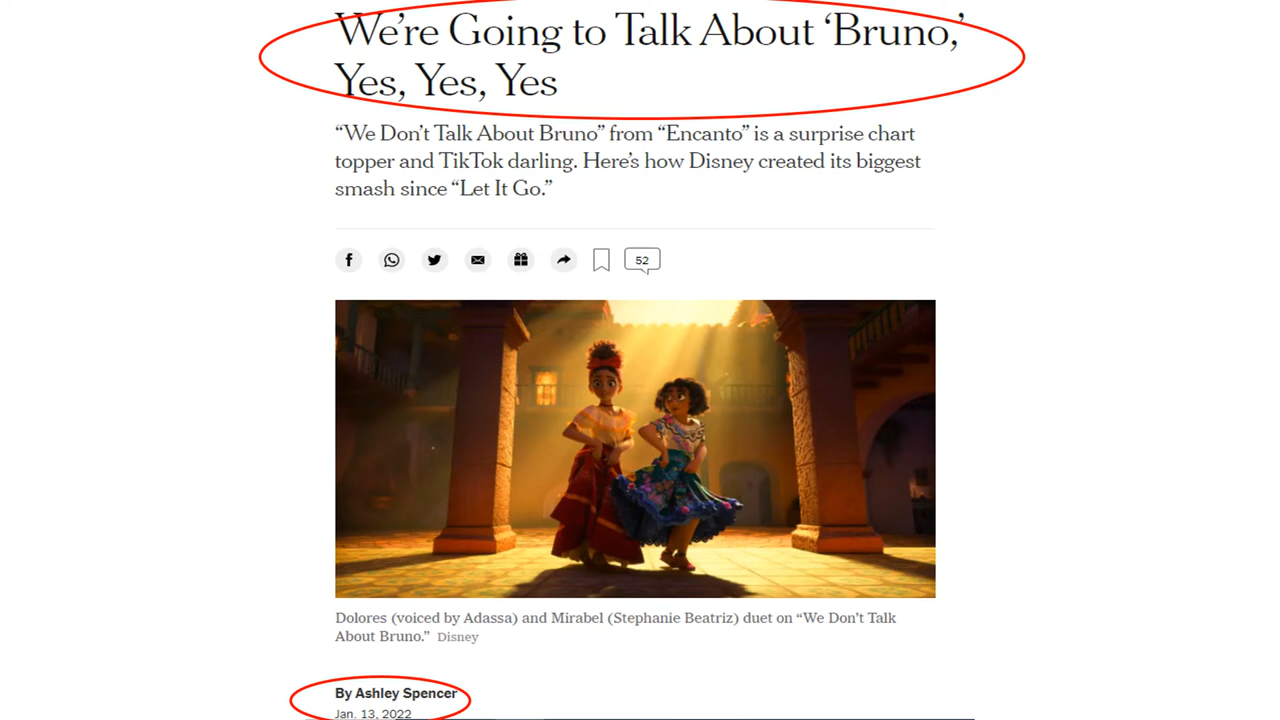 We're Going to Talk About ‘Bruno,’
Yes, Yes, Yes
“We Don’t Talk About Bruno” from “Encanto” is a surprise chart
topper and TikTok darling. Here’s how Disney created its biggest
smash since “Let It Go.”
52
Dolores (voiced by Adassa) and Mirabel (Stephanie Beatriz) duet on “We Don’t Talk
About Bruno.” Disney
By Ashley Spencer
Jan. 13, 2022